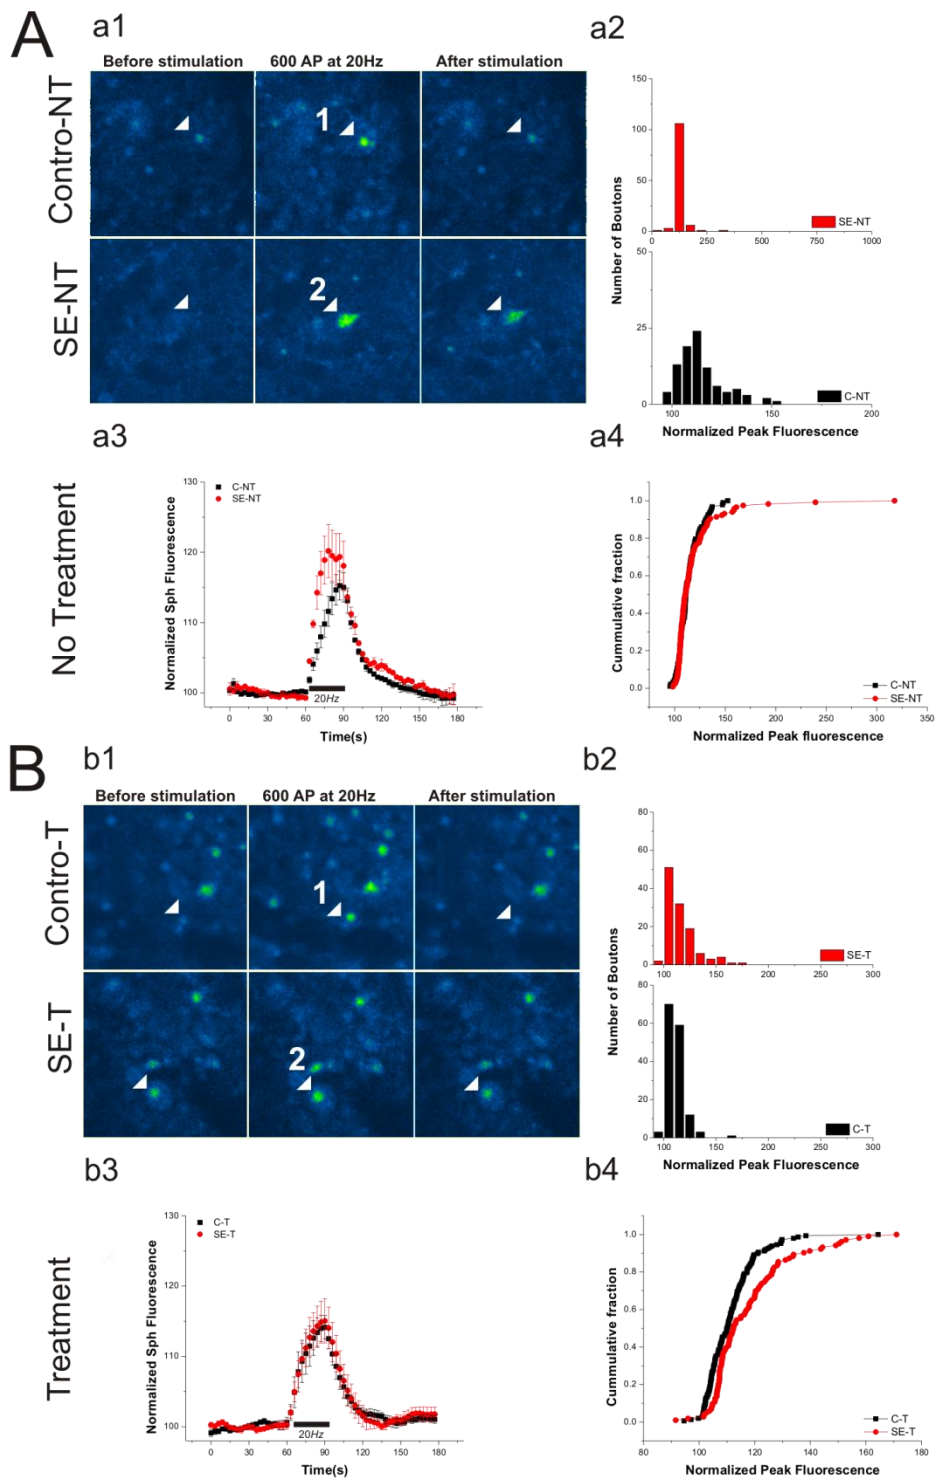 A
a1
a2
Before stimulation 600 AP at 20Hz After stimulation
Contro-NT
1
SE-NT
2
150
100
50
0
SE-NT
0 250 500 750 1000
Number of Boutons
50
25
0
C-NT
100 150 200
Normalized Peak Fluorescence
a3
a4
No Treatment
130
120
110
100
Normalized Sph Fluorescence
C-NT
SE-NT
20Hz
0 30 60 90 120 150 180
Time(s)
1.0
0.8
0.6
0.4
0.2
0.0
Cummulative fraction
C-NT
SE-NT
100 150 200 250 300 350
Normalized Peak fluorescence
B
b1
b2
Before stimulation 600 AP at 20Hz After stimulation
Contro-T
1
SE-T
2
80
60
40
20
0
SE-T
100 150 200 250 300
Number of Boutons
80
60
40
20
0
C-T
100 150 200 250 300
Normalized Peak Fluorescence
b3
b4
Treatment
130
120
110
100
Normalized Sph Fluorescence
C-T
SE-T
20Hz
0 30 60 90 120 150 180
Time(s)
1.0
0.8
0.6
0.4
0.2
0.0
Cummulative fraction
C-T
SE-T
80 100 120 140 160 180
Normalized Peak Fluorescence